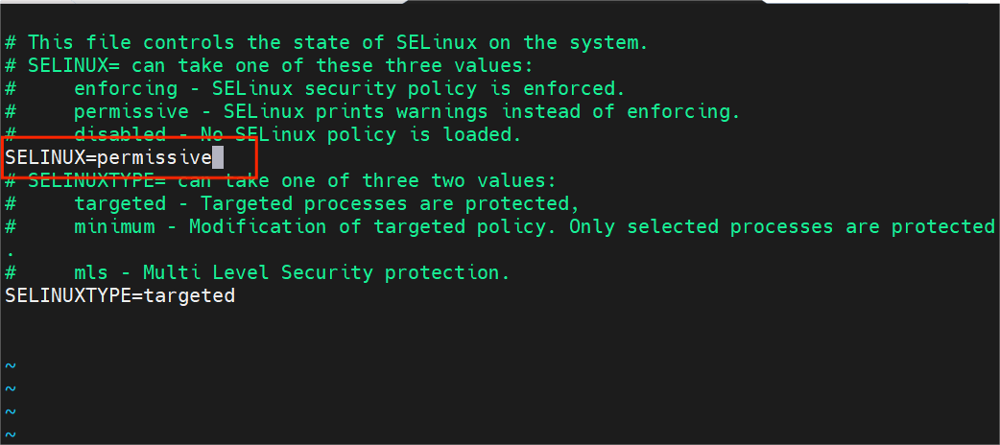 # This file controls the state of SELinux on the system.
# SELINUX= can take one of these three values:
#     enforcing - SELinux security policy is enforced.
#     permissive - SELinux prints warnings instead of enforcing.
#     disabled - No SELinux policy is loaded.
SELINUX=permissive
# SELINUXTYPE= can take one of three two values:
#     targeted - Targeted processes are protected,
#     minimum - Modification of targeted policy. Only selected processes are protected
.
#     mls - Multi Level Security protection.
SELINUXTYPE=targeted
~
~
~
~